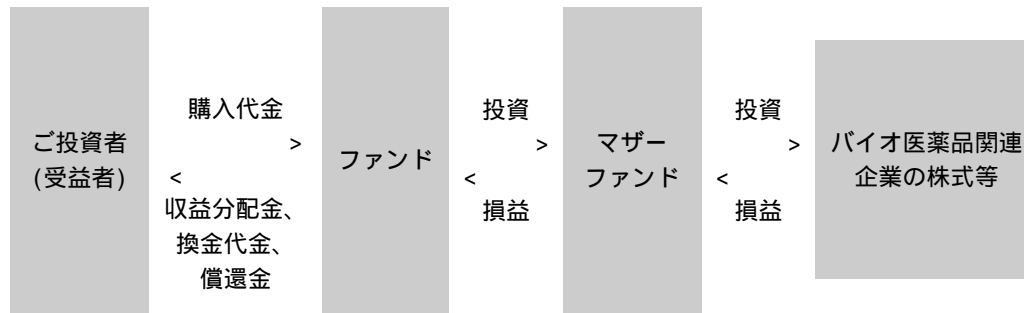 ご投資者
(受益者)
購入代金
>
<
収益分配金、
換金代金、
償還金
ファンド
投資
>
<
損益
マザー
ファンド
投資
>
<
損益
バイオ医薬品関連
企業の株式等